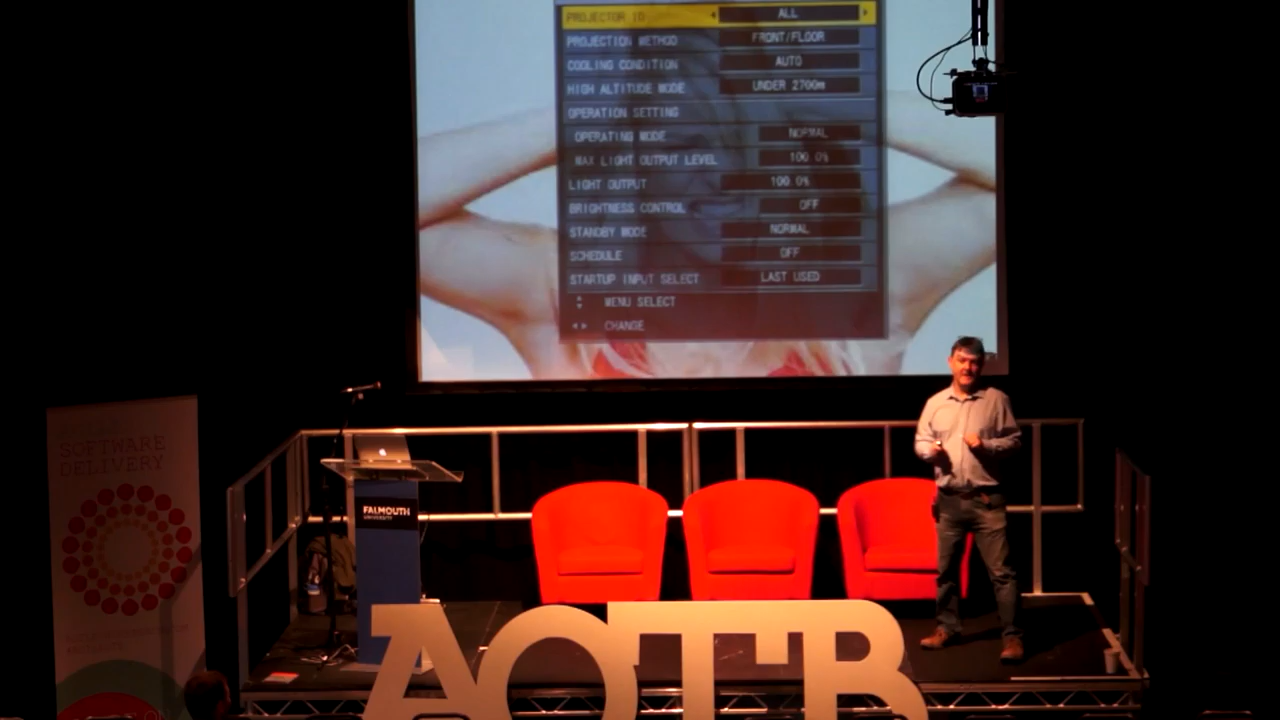 PROJECTOR ID ALL
PROJECTION METHOD FRONT/FLOOR
COOLING CONDITION AUTO
HIGH ALTITUDE MODE UNDER 2700m
OPERATION SETTING
OPERATING MODE NORMAL
MAX LIGHT OUTPUT LEVEL 100.0%
LIGHT OUTPUT 100.0%
BRIGHTNESS CONTROL OFF
STANDBY MODE NORMAL
SCHEDULE OFF
STARTUP INPUT SELECT LAST USED
MENU SELECT
CHANGE
SOFTWARE
DELIVERY
FALMOUTH
UNIVERSITY
AOTB